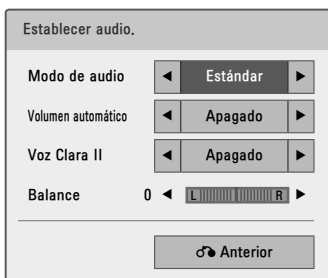 Establecer audio.
Modo de audio ◄ Estándar ►
Volumen automático ◄ Apagado ►
Voz Clara II ◄ Apagado ►
Balance 0 ◄ L R ►
Anterior